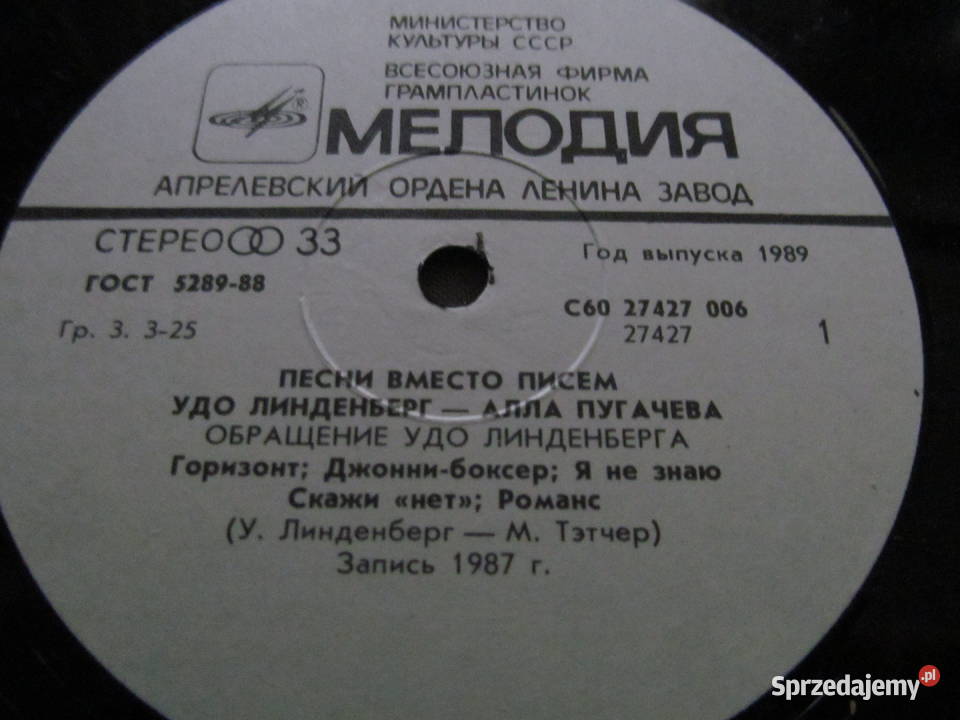 МИНИСТЕРСТВО
КУЛЬТУРЫ СССР
ВСЕСОЮЗНАЯ ФИРМА
ГРАМПЛАСТИНОК
®
МЕЛОДИЯ
АПРЕЛЕВСКИЙ ОРДЕНА ЛЕНИНА ЗАВОД
СТЕРЕО 33
Год выпуска 1989
ГОСТ 5289-88
С60 27427 006
Гр. 3. 3-25
27427
1
ПЕСНИ ВМЕСТО ПИСЕМ
УДО ЛИНДЕНБЕРГ — АЛЛА ПУГАЧЕВА
ОБРАЩЕНИЕ УДО ЛИНДЕНБЕРГА
Горизонт; Джонни-боксер; Я не знаю
Скажи «нет»; Романс
(У. Линденберг — М. Тэтчер)
Запись 1987 г.
Sprzedajemy.pl